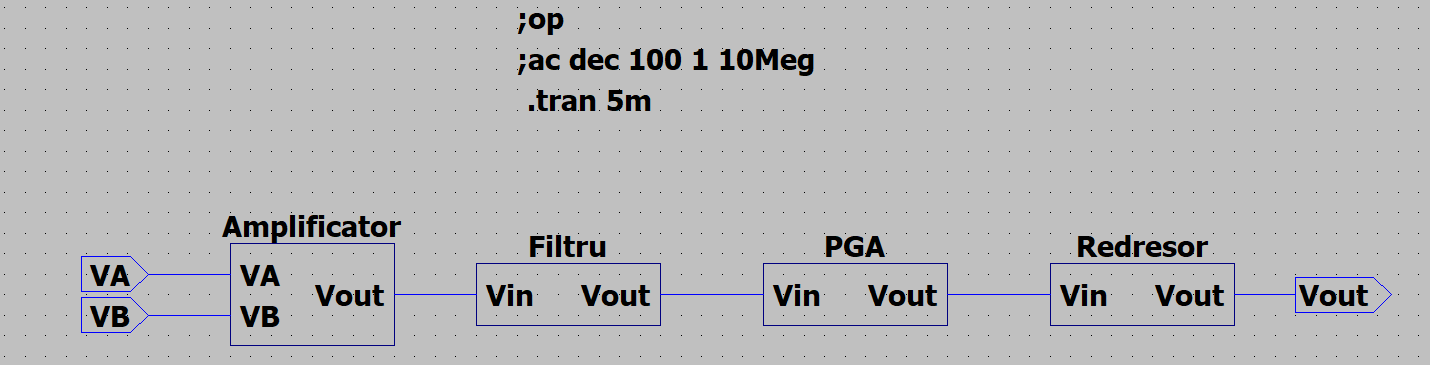 ;op
;ac dec 100 1 10Meg
.tran 5m
Amplificator
Filtru
PGA
Redresor
VA
VA
Vout
Vin
Vout
Vin
Vout
Vin
Vout
Vout
VB
VB